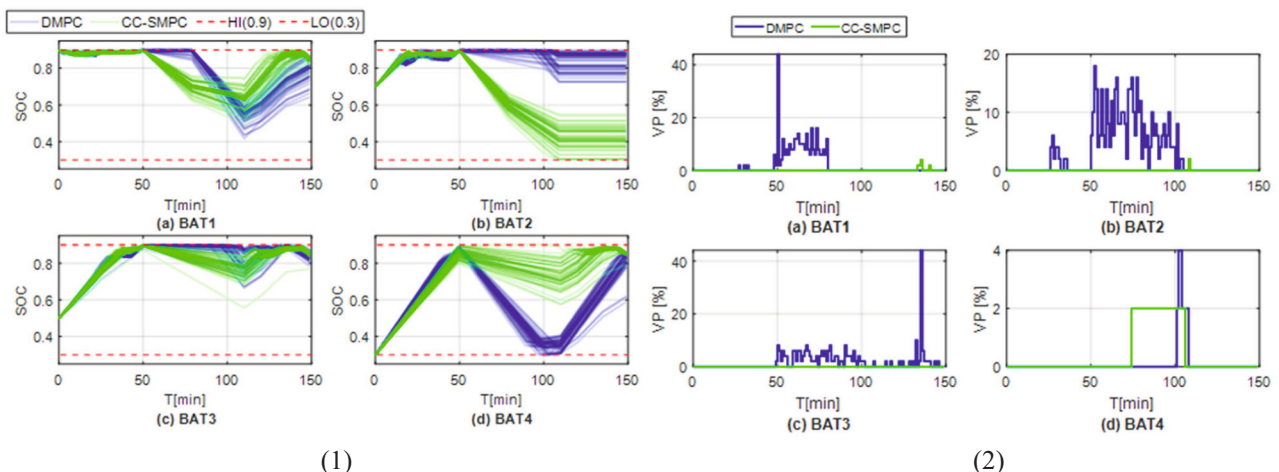 DMPC CC-SMPC HI(0.9) LO(0.3)
DMPC CC-SMPC
SOC
0.8
0.6
0.4
0 50 100 150
T[min]
(a) BAT1
SOC
0.8
0.6
0.4
0 50 100 150
T[min]
(b) BAT2
VP [%]
40
20
0
0 50 100 150
T[min]
(a) BAT1
VP [%]
20
10
0
0 50 100 150
T[min]
(b) BAT2
SOC
0.8
0.6
0.4
0 50 100 150
T[min]
(c) BAT3
SOC
0.8
0.6
0.4
0 50 100 150
T[min]
(d) BAT4
VP [%]
40
20
0
0 50 100 150
T[min]
(c) BAT3
VP [%]
4
2
0
0 50 100 150
T[min]
(d) BAT4
(1)
(2)